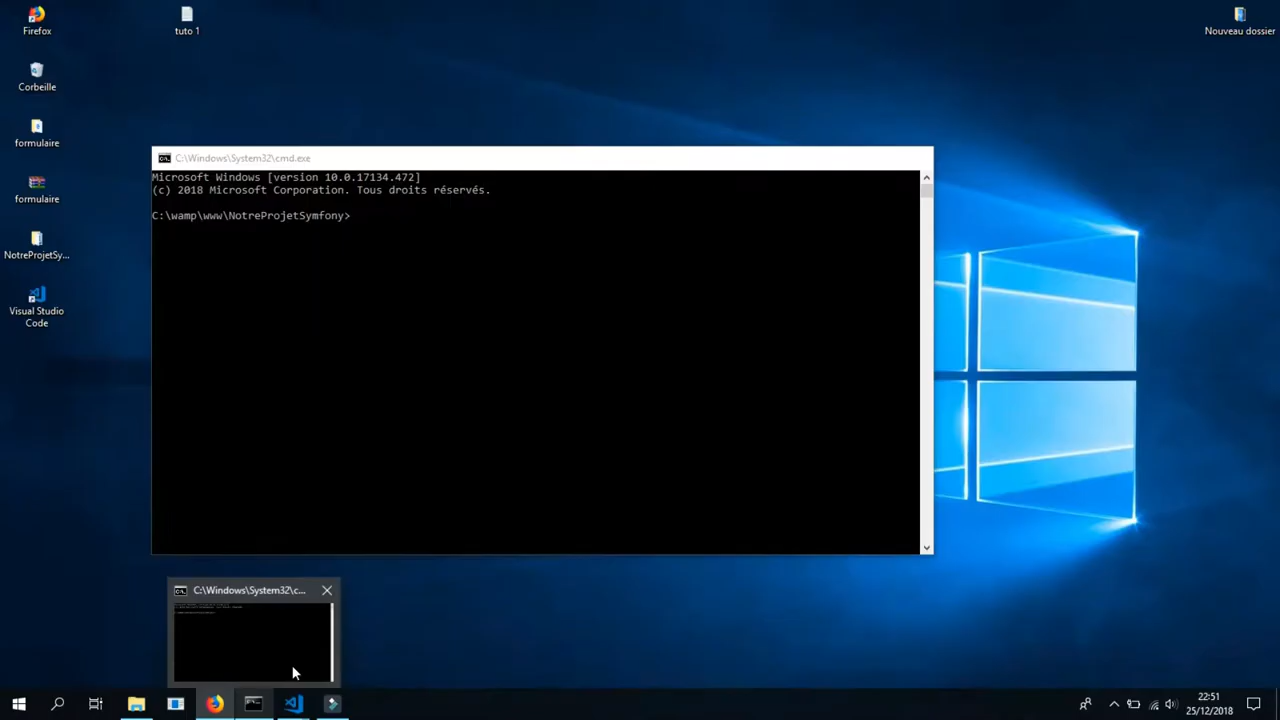 Firefox
tuto 1
Nouveau dossier
Corbeille
formulaire
formulaire
NotreProjetSy...
Visual Studio
Code
C:\Windows\System32\cmd.exe
Microsoft Windows [version 10.0.17134.472]
(c) 2018 Microsoft Corporation. Tous droits réservés.
C:\wamp\www\NotreProjetSymfony>
C:\Windows\System32\c...
22:51
25/12/2018